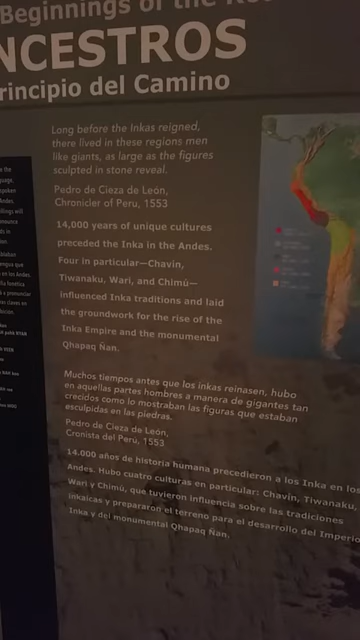 Beginnings of the
NCESTROS
rincipio del Camino
Long before the Inkas reigned,
there lived in these regions men
like giants, as large as the figures
sculpted in stone reveal.
Pedro de Cieza de León,
Chronicler of Peru, 1553
14,000 years of unique cultures
preceded the Inka in the Andes.
Four in particular—Chavin,
Tiwanaku, Wari, and Chimú—
influenced Inka traditions and laid
the groundwork for the rise of the
Inka Empire and the monumental
Qhapaq Ñan.
Muchos tiempos antes que los inkas reinasen, hubo
en aquellas partes hombres a manera de gigantes tan
crecidos como lo mostraban las figuras que estaban
esculpidas en las piedras.
Pedro de Cieza de León,
Cronista del Perú, 1553
14.000 años de historia humana precedieron a los Inka en los
Andes. Hubo cuatro culturas en particular: Chavin, Tiwanaku,
Wari y Chimú, que tuvieron influencia sobre las tradiciones
inkaicas y prepararon el terreno para el desarrollo del Imperio
Inka y del monumental Qhapaq Ñan.